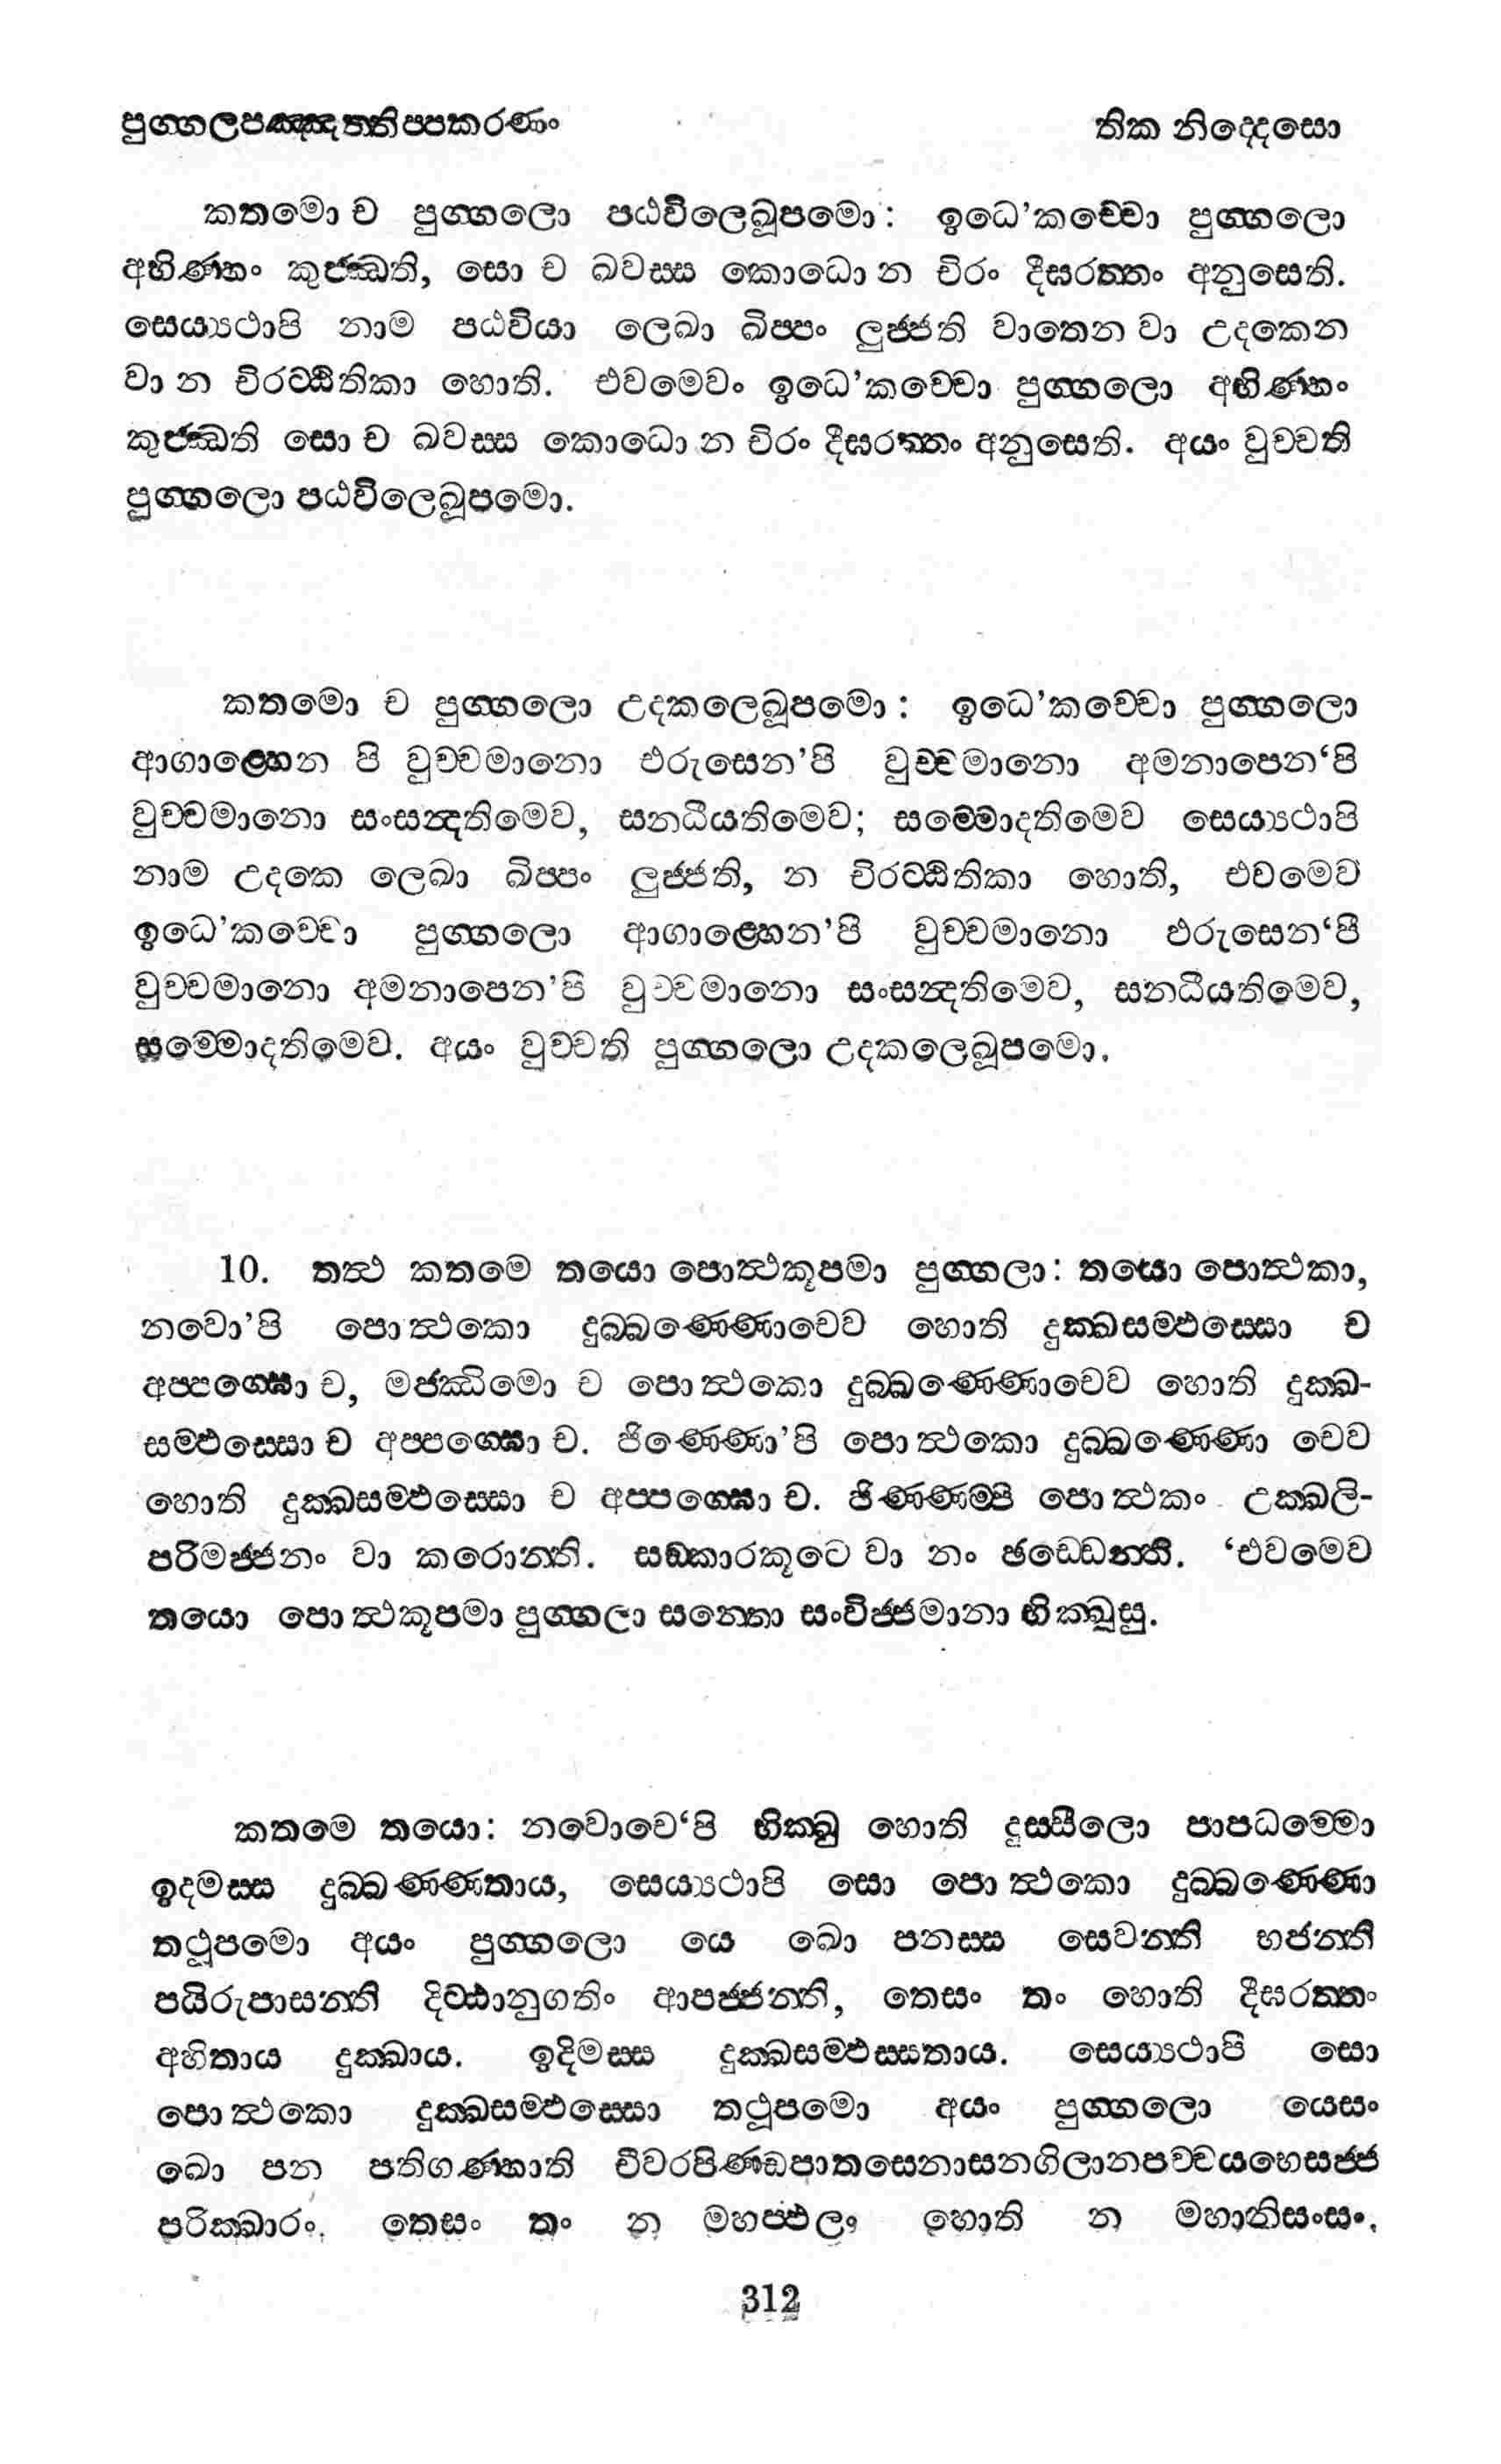 පුග්ගලපඤ්ඤත්තිප්පකරණං
තික නිද්දෙසො
කතමො ච පුග්ගලො පඨවිලෙඛූපමො: ඉධෙ’කච්චො පුග්ගලො
අභිණ්හං කුජ්ඣති, සො ච ඛවස්ස කොධො න චිරං දීඝරත්තං අනුසෙති.
සෙය්‍යථාපි නාම පඨවියා ලෙඛා ඛිප්පං ලුජ්ජති වාතෙන වා උදකෙන
වා න චිරට්ඨිතිකා හොති. එවමෙවං ඉධෙ’කච්චො පුග්ගලො අභිණ්හං
කුජ්ඣති සො ච ඛවස්ස කොධො න චිරං දීඝරත්තං අනුසෙති. අයං වුච්චති
පුග්ගලො පඨවිලෙඛූපමො.
කතමො ච පුග්ගලො උදකලෙඛූපමො: ඉධෙ’කච්චො පුග්ගලො
ආගාළ්හෙන පි වුච්චමානො එරුසෙන’පි වුච්චමානො අමනාපෙන‘පි
වුච්චමානො සංසන්දතිමෙව, සන්ධීයතිමෙව; සම්මොදතිමෙව සෙය්‍යථාපි
නාම උදකෙ ලෙඛා ඛිප්පං ලුජ්ජති, න චිරට්ඨිතිකා හොති, එවමෙව
ඉධෙ’කච්චො පුග්ගලො ආගාළ්හෙන’පි වුච්චමානො ඵරුසෙන‘පි
වුච්චමානො අමනාපෙන’පි වුච්චමානො සංසන්දතිමෙව, සන්ධීයතිමෙව,
සම්මොදතිමෙව. අයං වුච්චති පුග්ගලො උදකලෙඛූපමො.
10. තත්ථ කතමෙ තයො පොත්ථකූපමා පුග්ගලා: තයො පොත්ථකා,
නවො’පි පොත්ථකො දුබ්බණ්ණොචෙව හොති දුක්ඛසම්ඵස්සො ච
අප්පග්ඝො ච, මජ්ඣිමො ච පොත්ථකො දුබ්බණ්ණොචෙව හොති දුක්ඛ-
සම්ඵස්සො ච අප්පග්ඝො ච. ජිණ්ණො’පි පොත්ථකො දුබ්බණ්ණො චෙව
හොති දුක්ඛසම්ඵස්සො ච අප්පග්ඝො ච. ජිණ්ණම්පි පොත්ථකං උක්ඛලි-
පරිමජ්ජනං වා කරොන්ති. සඞ්කාරකූටෙ වා නං ඡඩ්ඩෙන්ති. ‘එවමෙව
තයො පොත්ථකූපමා පුග්ගලා සන්තො සංවිජ්ජමානා භික්ඛූසු.
කතමෙ තයො: නවොචෙ‘පි භික්ඛු හොති දුස්සීලො පාපධම්මො
ඉදමස්ස දුබ්බණ්ණතාය, සෙය්‍යථාපි සො පොත්ථකො දුබ්බණ්ණො
තථූපමො අයං පුග්ගලො යෙ ඛො පනස්ස සෙවන්ති භජන්ති
පයිරුපාසන්ති දිට්ඨානුගතිං ආපජ්ජන්ති, තෙසං තං හොති දීඝරත්තං
අහිතාය දුක්ඛාය. ඉදිමස්ස දුක්ඛසම්ඵස්සතාය. සෙය්‍යථාපි සො
පොත්ථකො දුක්ඛසම්ඵස්සො තථූපමො අයං පුග්ගලො යෙසං
ඛො පන පතිගණ්හාති චීවරපිණ්ඩපාතසෙනාසනගිලානපච්චයභෙසජ්ජ
පරික්ඛාරං. තෙසං තං න මහප්ඵලං හොති න මහානිසංසං.
312